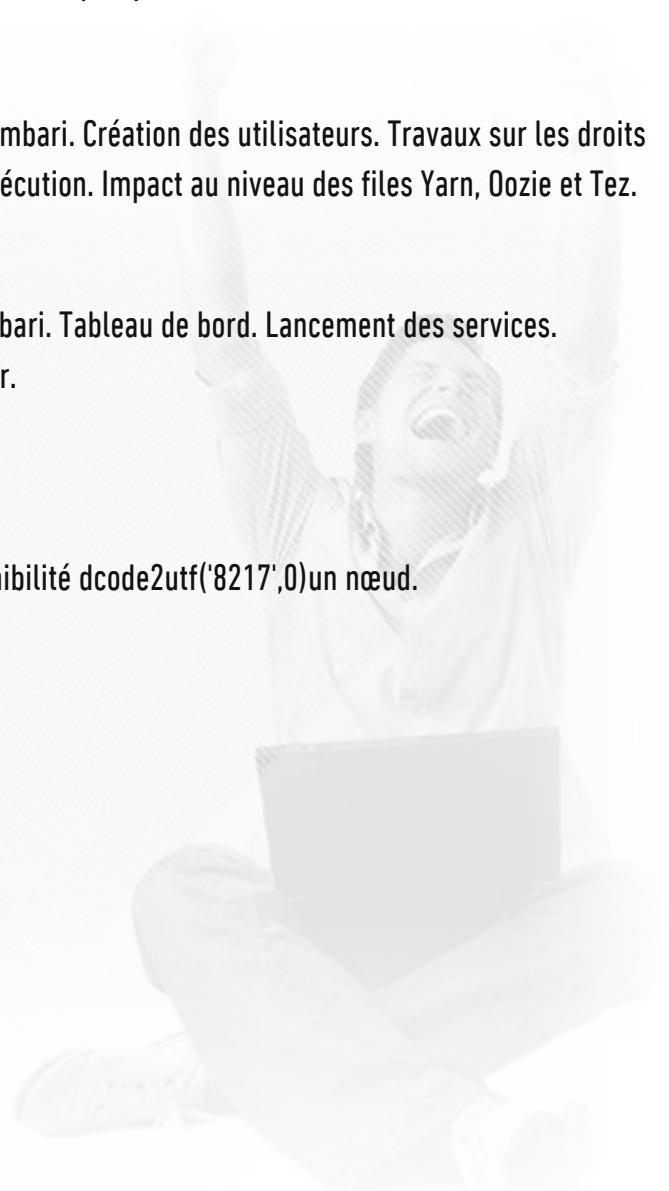 mbari. Création des utilisateurs. Travaux sur les droits
écution. Impact au niveau des files Yarn, Oozie et Tez.
bari. Tableau de bord. Lancement des services.
r.
ibilité dcode2utf('8217',0)un nœud.